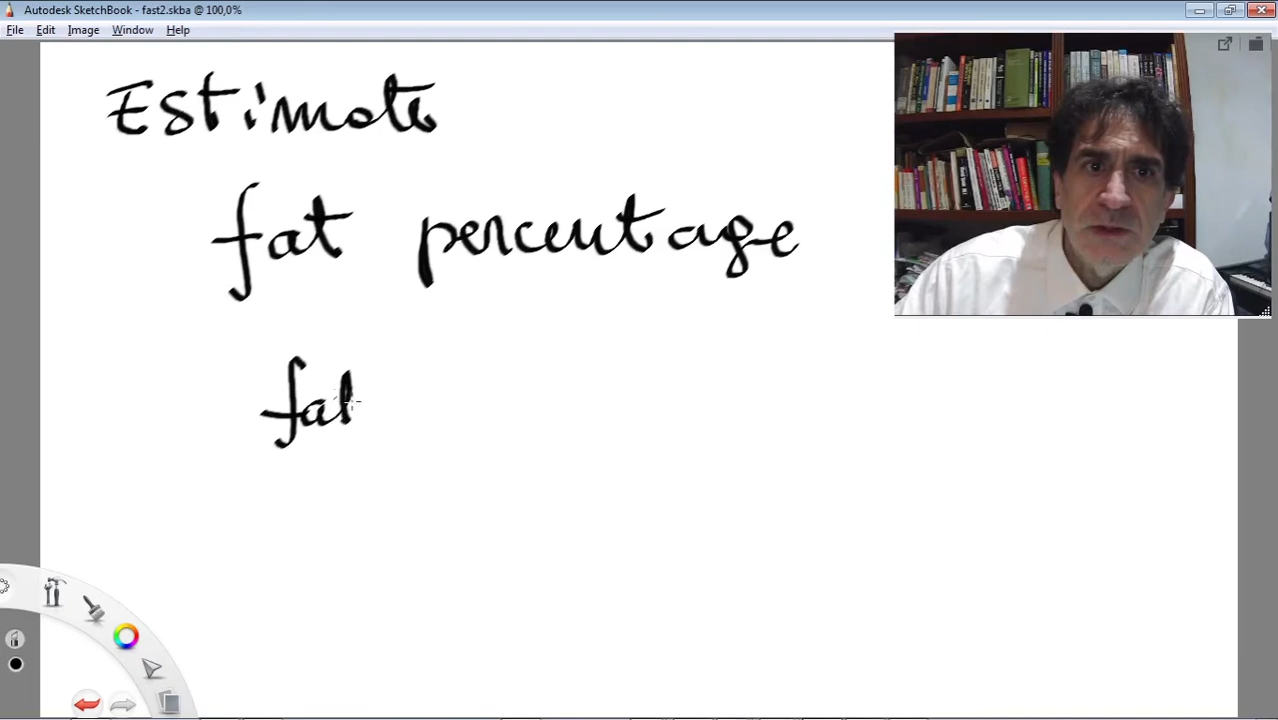 Autodesk SketchBook - fast2.skba @ 100,0%
File Edit Image Window Help
Estimate
fat percentage
fat